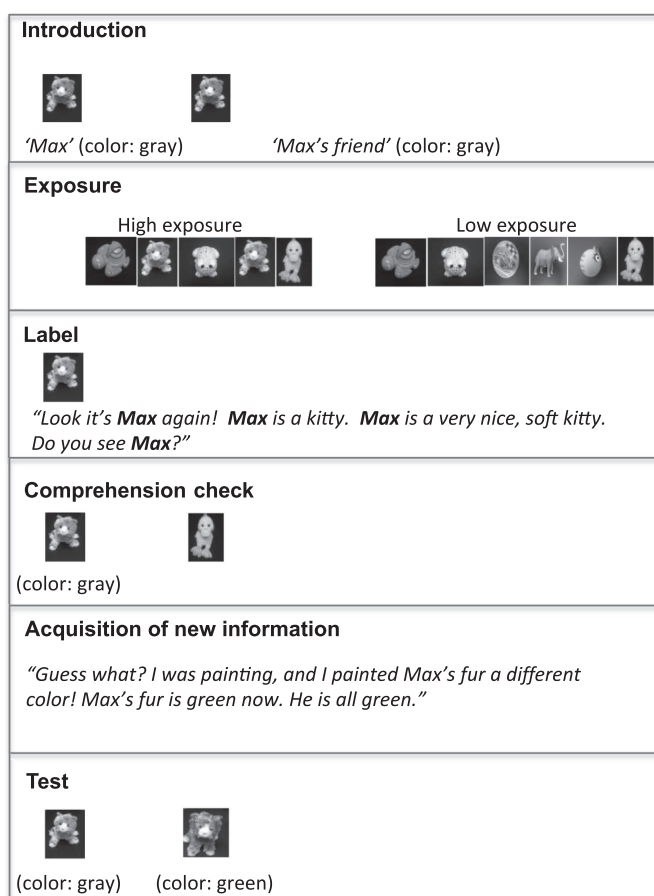 Introduction
'Max' (color: gray) 'Max's friend' (color: gray)
Exposure
High exposure Low exposure
Label
"Look it's Max again! Max is a kitty. Max is a very nice, soft kitty.
Do you see Max?"
Comprehension check
(color: gray)
Acquisition of new information
"Guess what? I was painting, and I painted Max's fur a different
color! Max's fur is green now. He is all green."
Test
(color: gray) (color: green)